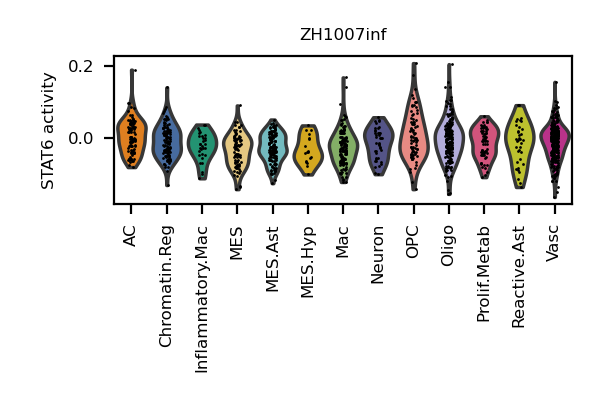 ZH1007inf
STAT6 activity
0.2
0.0
AC
Chromatin.Reg
Inflammatory.Mac
MES
MES.Ast
MES.Hyp
Mac
Neuron
OPC
Oligo
Prolif.Metab
Reactive.Ast
Vasc